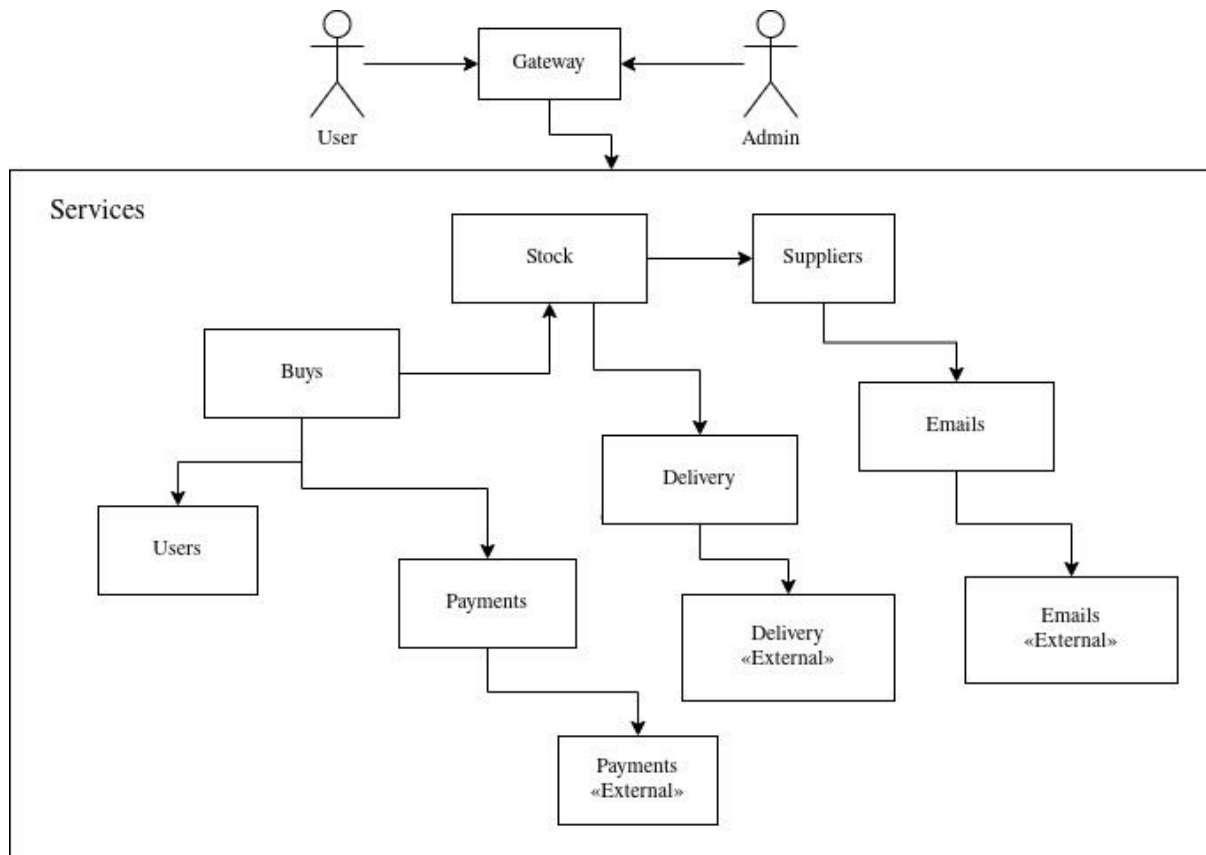 Gateway
User
Admin
Services
Stock
Suppliers
Buys
Emails
Delivery
Users
Payments
Delivery
«External»
Emails
«External»
Payments
«External»